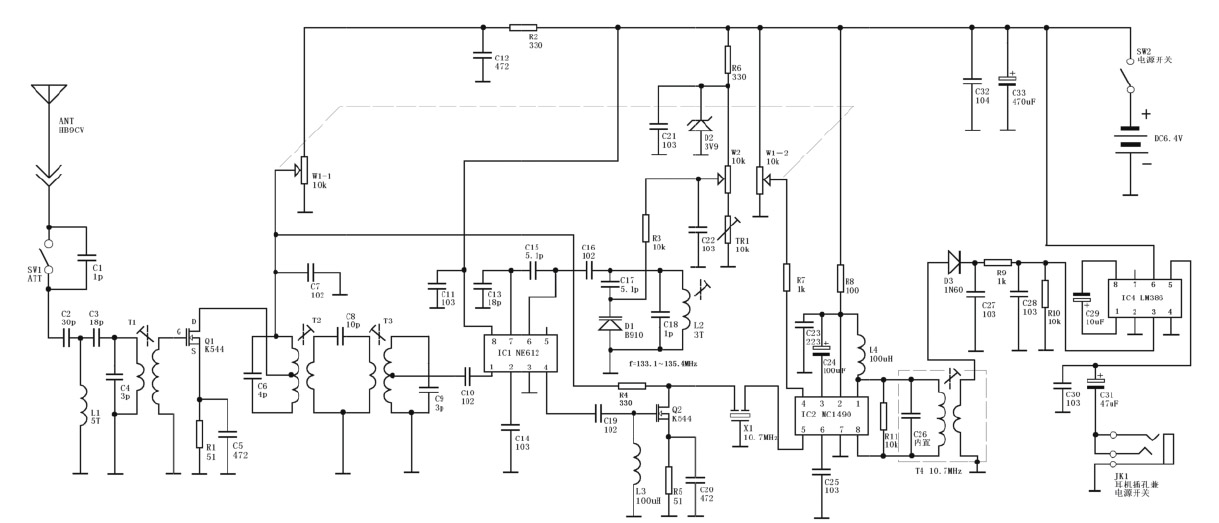 R2
330
C12
472
SW2
电源开关
R6
330
C32
104
C33
470uF
+
ANT
HB9CV
C21
103
D2
3V9
+
DC6.4V
W1-1
10k
W2
10k
W1-2
10k
SW1
ATT
C1
1p
C7
102
C11
103
C13
18p
C15
5.1p
C16
102
R3
10k
C22
103
TR1
10k
C17
5.1p
R7
1k
R8
100
D3
1N60
R9
1k
C27
103
C28
103
R10
10k
8 7 6 5
IC4 LM386
1 2 3 4
C29
10uF
+
C2
30p
C3
18p
T1
D
G
S
Q1
K544
T2
C8
10p
T3
8 7 6 5
IC1 NE612
1 2 3 4
D1
B910
C18
1p
L2
3T
f=133.1~135.4MHz
C23
223
C24
100uF
+
L4
100uH
C4
3p
C6
4p
C9
3p
C10
102
R4
330
C30
103
C31
47uF
+
L1
5T
R1
51
C5
472
C14
103
C19
102
Q2
K544
X1
10.7MHz
4 3 2 1
IC2 MC1490
5 6 7 8
R11
10k
C26
内置
T4 10.7MHz
L3
100uH
R5
51
C20
472
C25
103
JK1
耳机插孔兼
电源开关